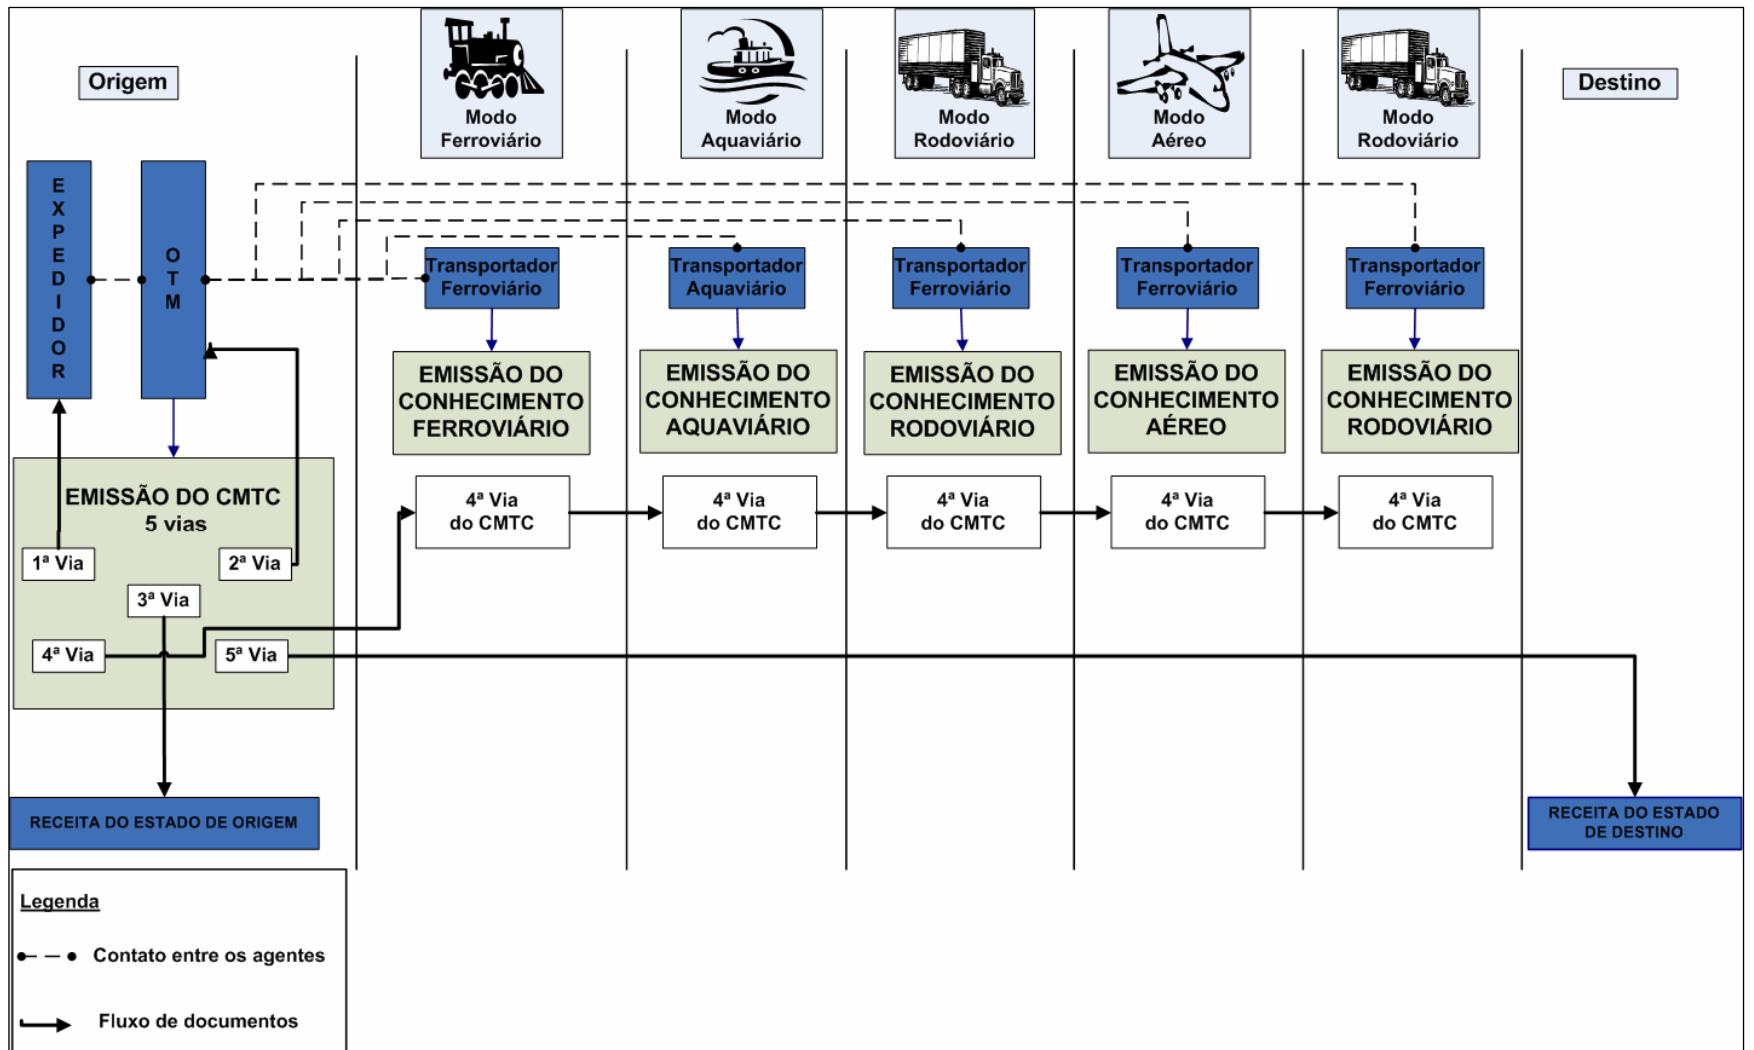 Origem
Modo
Ferroviário
Modo
Aquaviário
Modo
Rodoviário
Modo
Aéreo
Modo
Rodoviário
Destino
EXPEDIDOR
OTM
Transportador
Ferroviário
Transportador
Aquaviário
Transportador
Ferroviário
Transportador
Ferroviário
Transportador
Ferroviário
EMISSÃO DO
CONHECIMENTO
FERROVIÁRIO
EMISSÃO DO
CONHECIMENTO
AQUAVIÁRIO
EMISSÃO DO
CONHECIMENTO
RODOVIÁRIO
EMISSÃO DO
CONHECIMENTO
AÉREO
EMISSÃO DO
CONHECIMENTO
RODOVIÁRIO
EMISSÃO DO CMTC
5 vias
1ª Via
2ª Via
3ª Via
4ª Via
5ª Via
4ª Via
do CMTC
4ª Via
do CMTC
4ª Via
do CMTC
4ª Via
do CMTC
4ª Via
do CMTC
RECEITA DO ESTADO DE ORIGEM
RECEITA DO ESTADO
DE DESTINO
Legenda
Contato entre os agentes
Fluxo de documentos